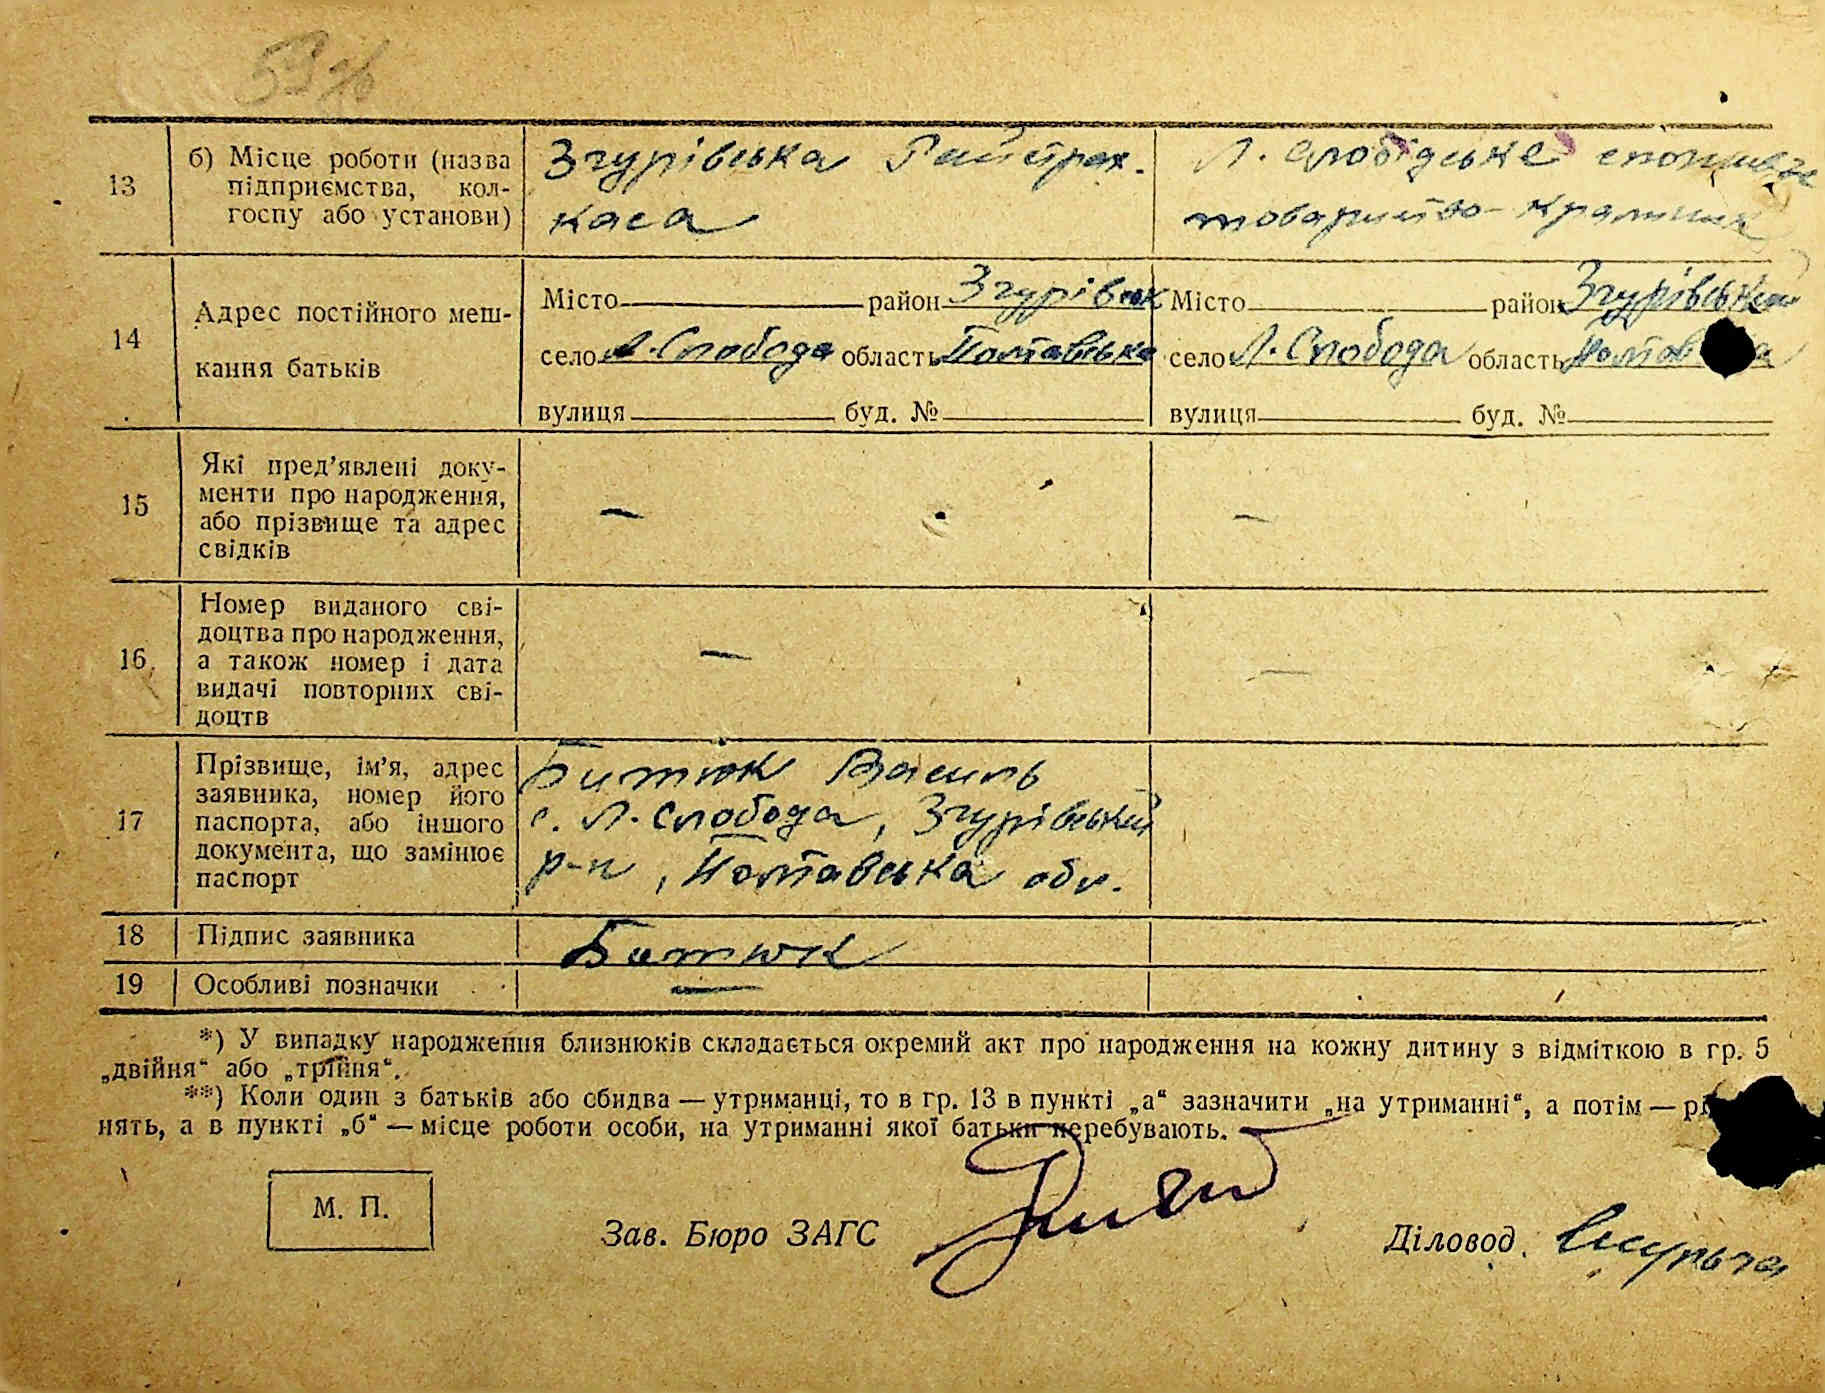 59
13
б) Місце роботи (назва
підприємства, кол-
госпу або установи)
Згурівська Райстрах.
каса
Л. Слобідське спожив
товариство
14
Адрес постійного меш-
кання батьків
Місто район Згурівськ
село Л. Слобода область Полтавська
вулиця буд. №
Місто район Згурівський
село Л. Слобода область Полтав а
вулиця буд. №
15
Які пред'явлені доку-
менти про народження,
або прізвище та адрес
свідків
—
—
16
Номер виданого сві-
доцтва про народження,
а також номер і дата
видачі повторних сві-
доцтв
—
—
17
Прізвище, ім'я, адрес
заявника, номер його
паспорта, або іншого
документа, що замінює
паспорт
Битюк Василь
с. Л. Слобода, Згурівський
р-н, Полтавська обл.
18
Підпис заявника
Битюк
19
Особливі позначки
—
*) У випадку народження близнюків складається окремий акт про народження на кожну дитину з відміткою в гр. 5
„двійня“ або „трійня“.
**) Коли один з батьків або обидва — утриманці, то в гр. 13 в пункті „а“ зазначити „на утриманні“, а потім — рі
нять, а в пункті „б“ — місце роботи особи, на утриманні якої батьки перебувають.
М. П.
Зав. Бюро ЗАГС
Діловод